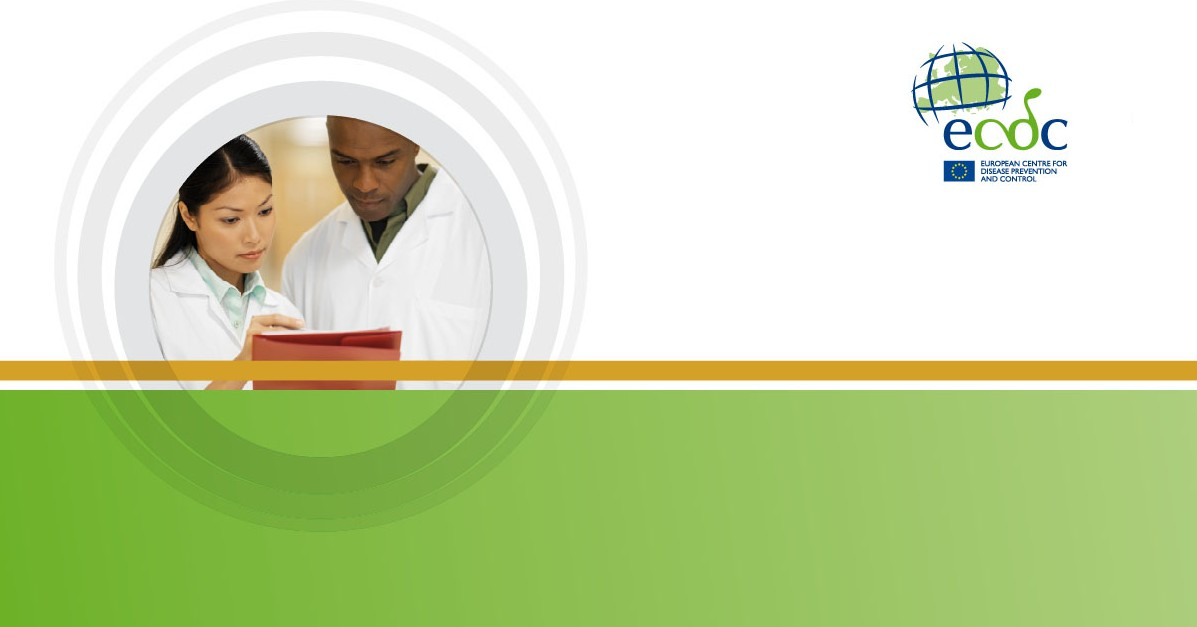 ecdc
EUROPEAN CENTRE FOR
DISEASE PREVENTION
AND CONTROL